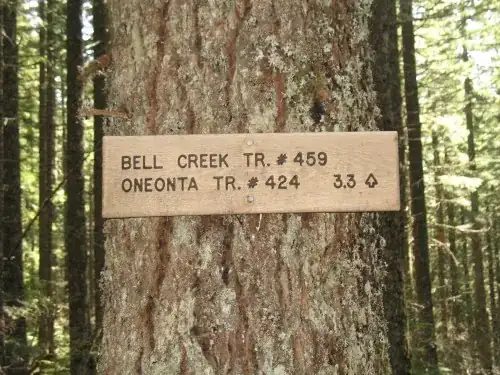 BELL CREEK TR. # 459
ONEONTA TR. # 424 3.3